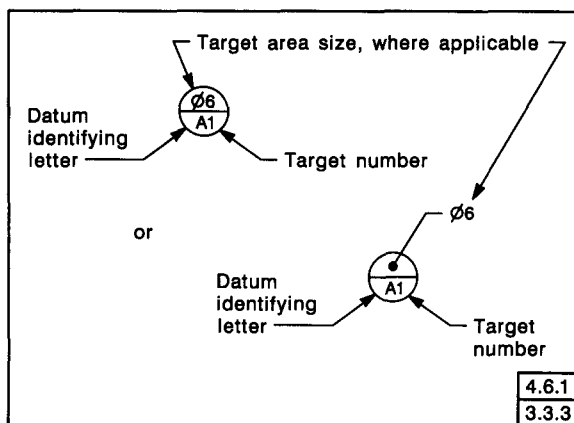 Target area size, where applicable
Ø6
A1
Datum
identifying
letter
Target number
or
Ø6
A1
Datum
identifying
letter
Target
number
4.6.1
3.3.3